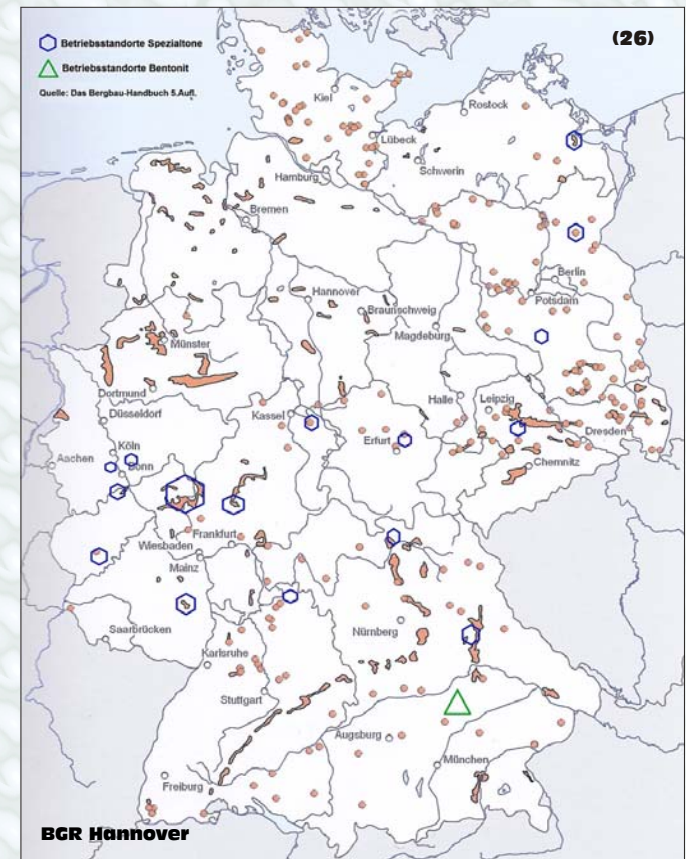 (26)
Betriebsstandorte Spezialtone
Betriebsstandorte Bentonit
Quelle: Das Bergbau-Handbuch 5.Aufl.
Kiel
Rostock
Lübeck
Schwerin
Hamburg
Bremen
Berlin
Hannover
Potsdam
Braunschweig
Magdeburg
Münster
Dortmund
Halle
Leipzig
Düsseldorf
Kassel
Erfurt
Dresden
Köln
Aachen
Bonn
Chemnitz
Frankfurt
Wiesbaden
Mainz
Nürnberg
Saarbrücken
Karlsruhe
Stuttgart
Augsburg
München
Freiburg
BGR Hannover